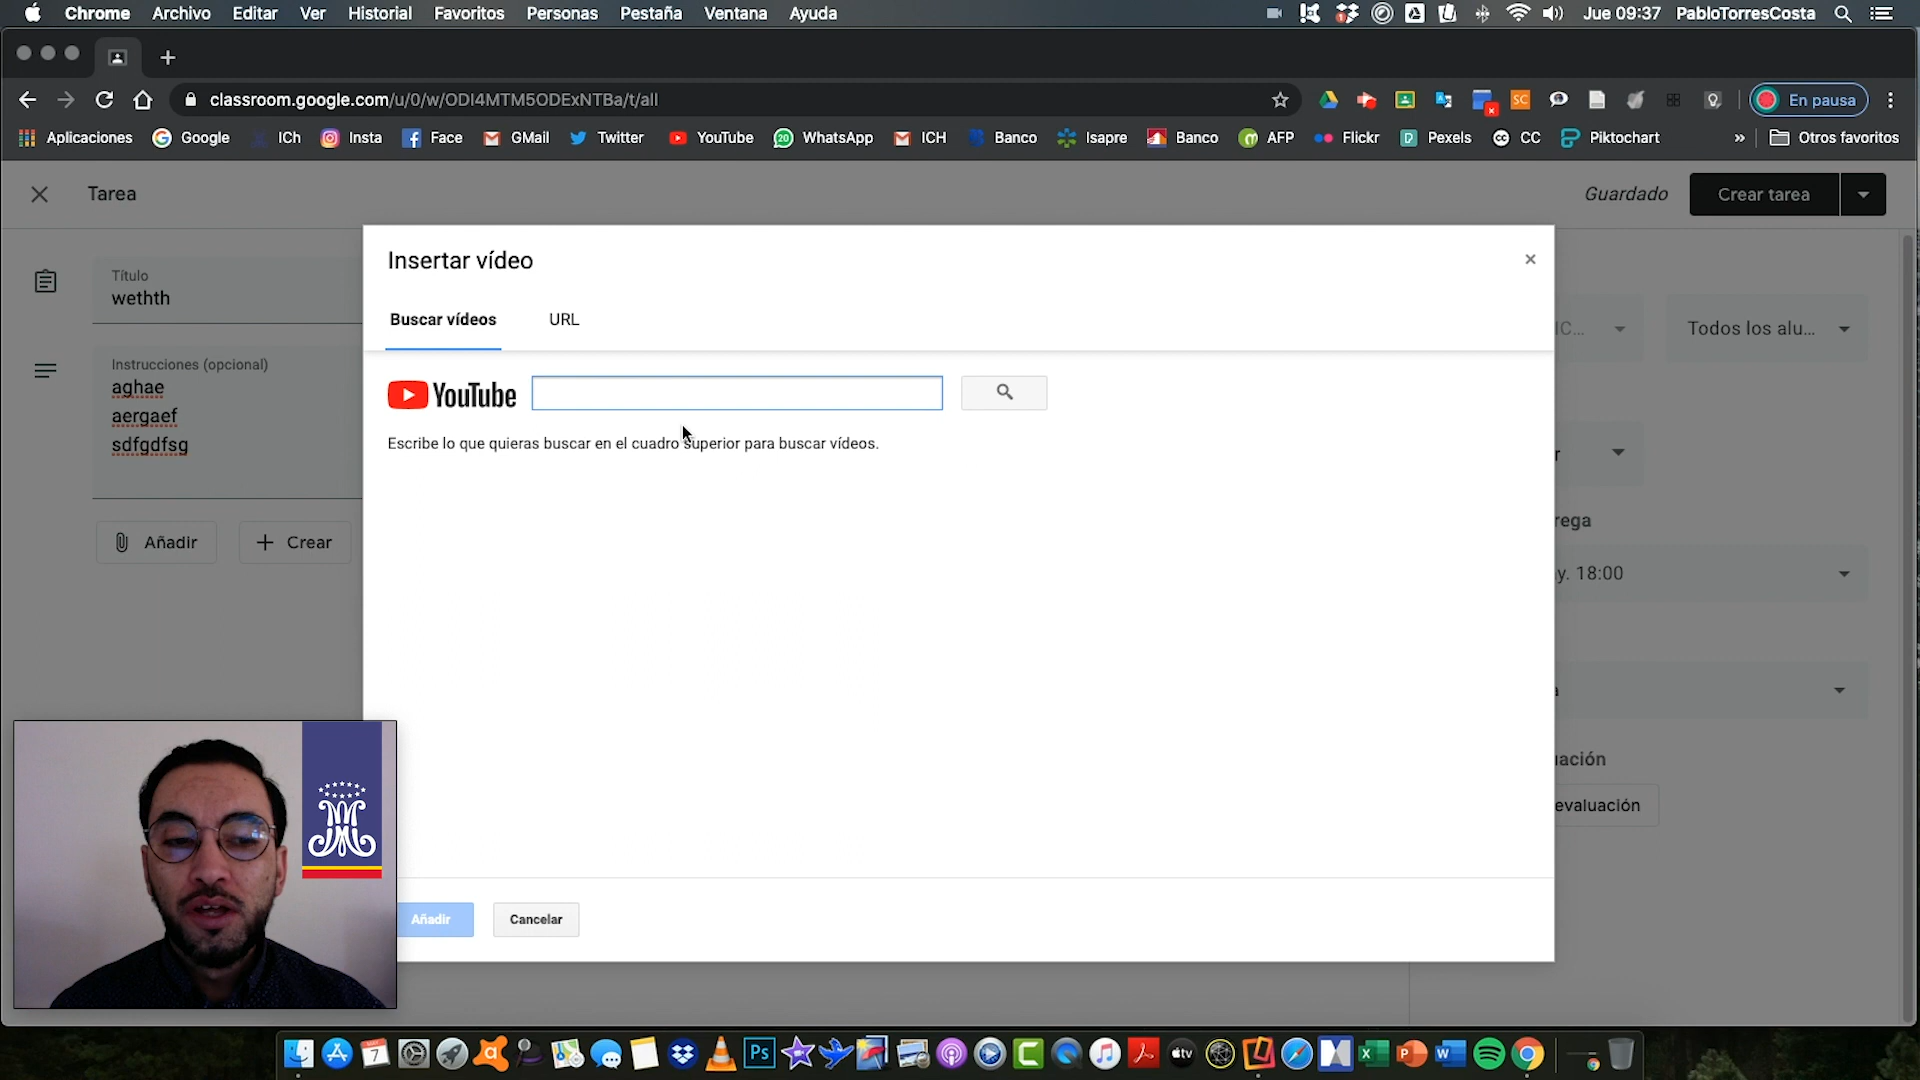 Chrome Archivo Editar Ver Historial Favoritos Personas Pestaña Ventana Ayuda Jue 09:37 PabloTorresCosta
classroom.google.com/u/0/w/ODI4MTM5ODExNTBa/t/all
En pausa
Aplicaciones Google ICh Insta Face GMail Twitter YouTube WhatsApp ICH Banco Isapre Banco AFP Flickr Pexels CC Piktochart » Otros favoritos
Tarea
Guardado
Crear tarea
Título
wethth
Instrucciones (opcional)
aghae
aergaef
sdfgdfsg
Añadir
Crear
Insertar vídeo
Buscar vídeos
URL
YouTube
Escribe lo que quieras buscar en el cuadro superior para buscar vídeos.
Añadir
Cancelar
IC...
Todos los alu...
r
rega
y. 18:00
a
uación
evaluación